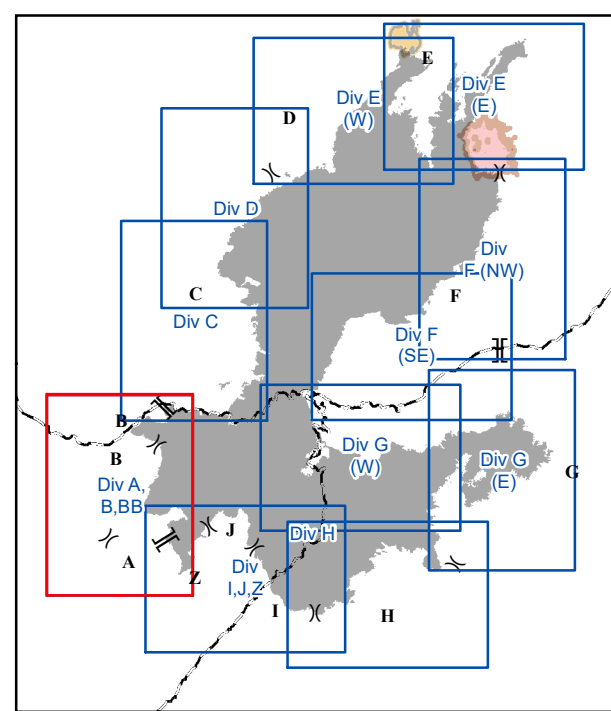 E
Div E
(W)
Div E
(E)
D
Div D
Div
F (NW)
C
F
Div C
Div F
(SE)
B
B
Div G
(W)
Div G
(E)
G
Div A,
B,BB
J
Div H
A
Z
Div
I,J,Z
I
H